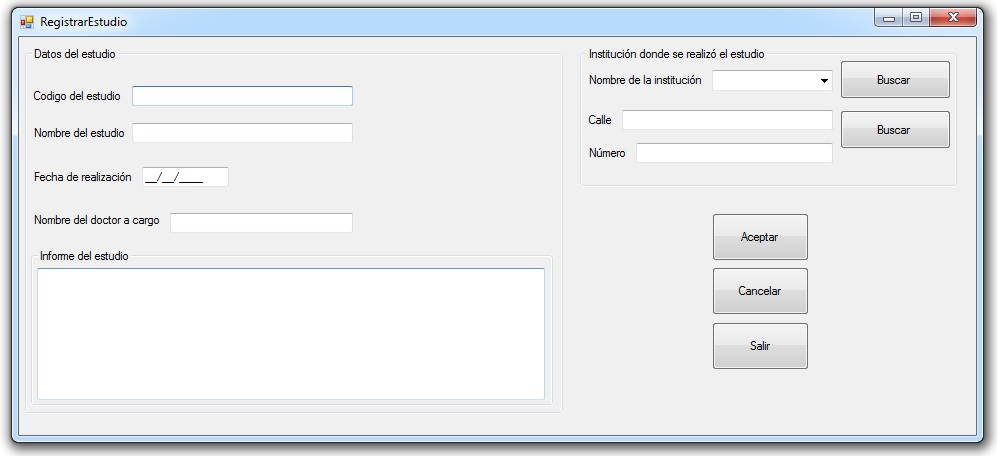 RegistrarEstudio
Datos del estudio
Codigo del estudio
Nombre del estudio
Fecha de realización __/__/____
Nombre del doctor a cargo
Informe del estudio
Institución donde se realizó el estudio
Nombre de la institución
Buscar
Calle
Buscar
Número
Aceptar
Cancelar
Salir